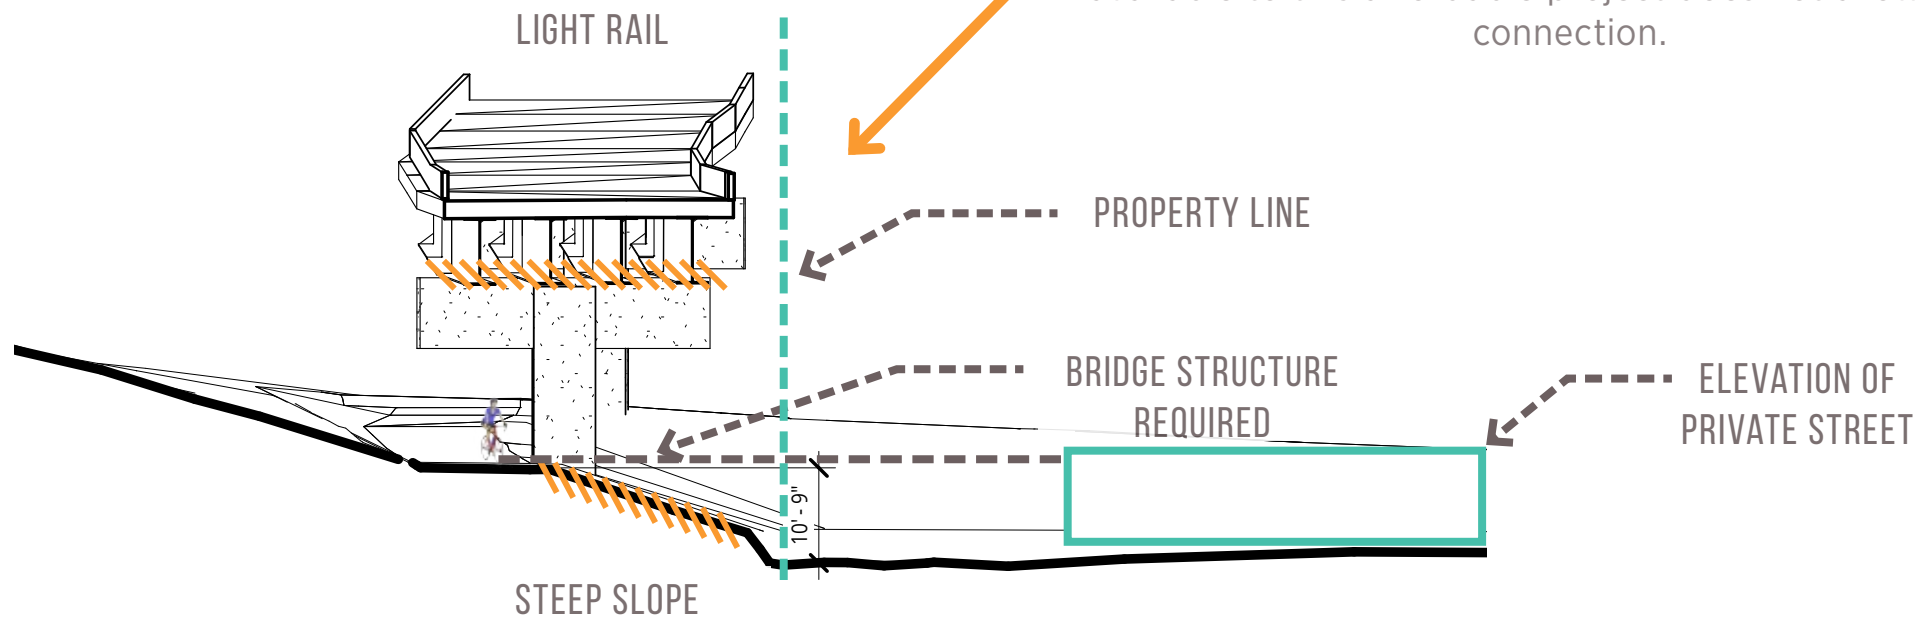 connection.
LIGHT RAIL
PROPERTY LINE
BRIDGE STRUCTURE
REQUIRED
ELEVATION OF
PRIVATE STREET
10' - 9"
STEEP SLOPE